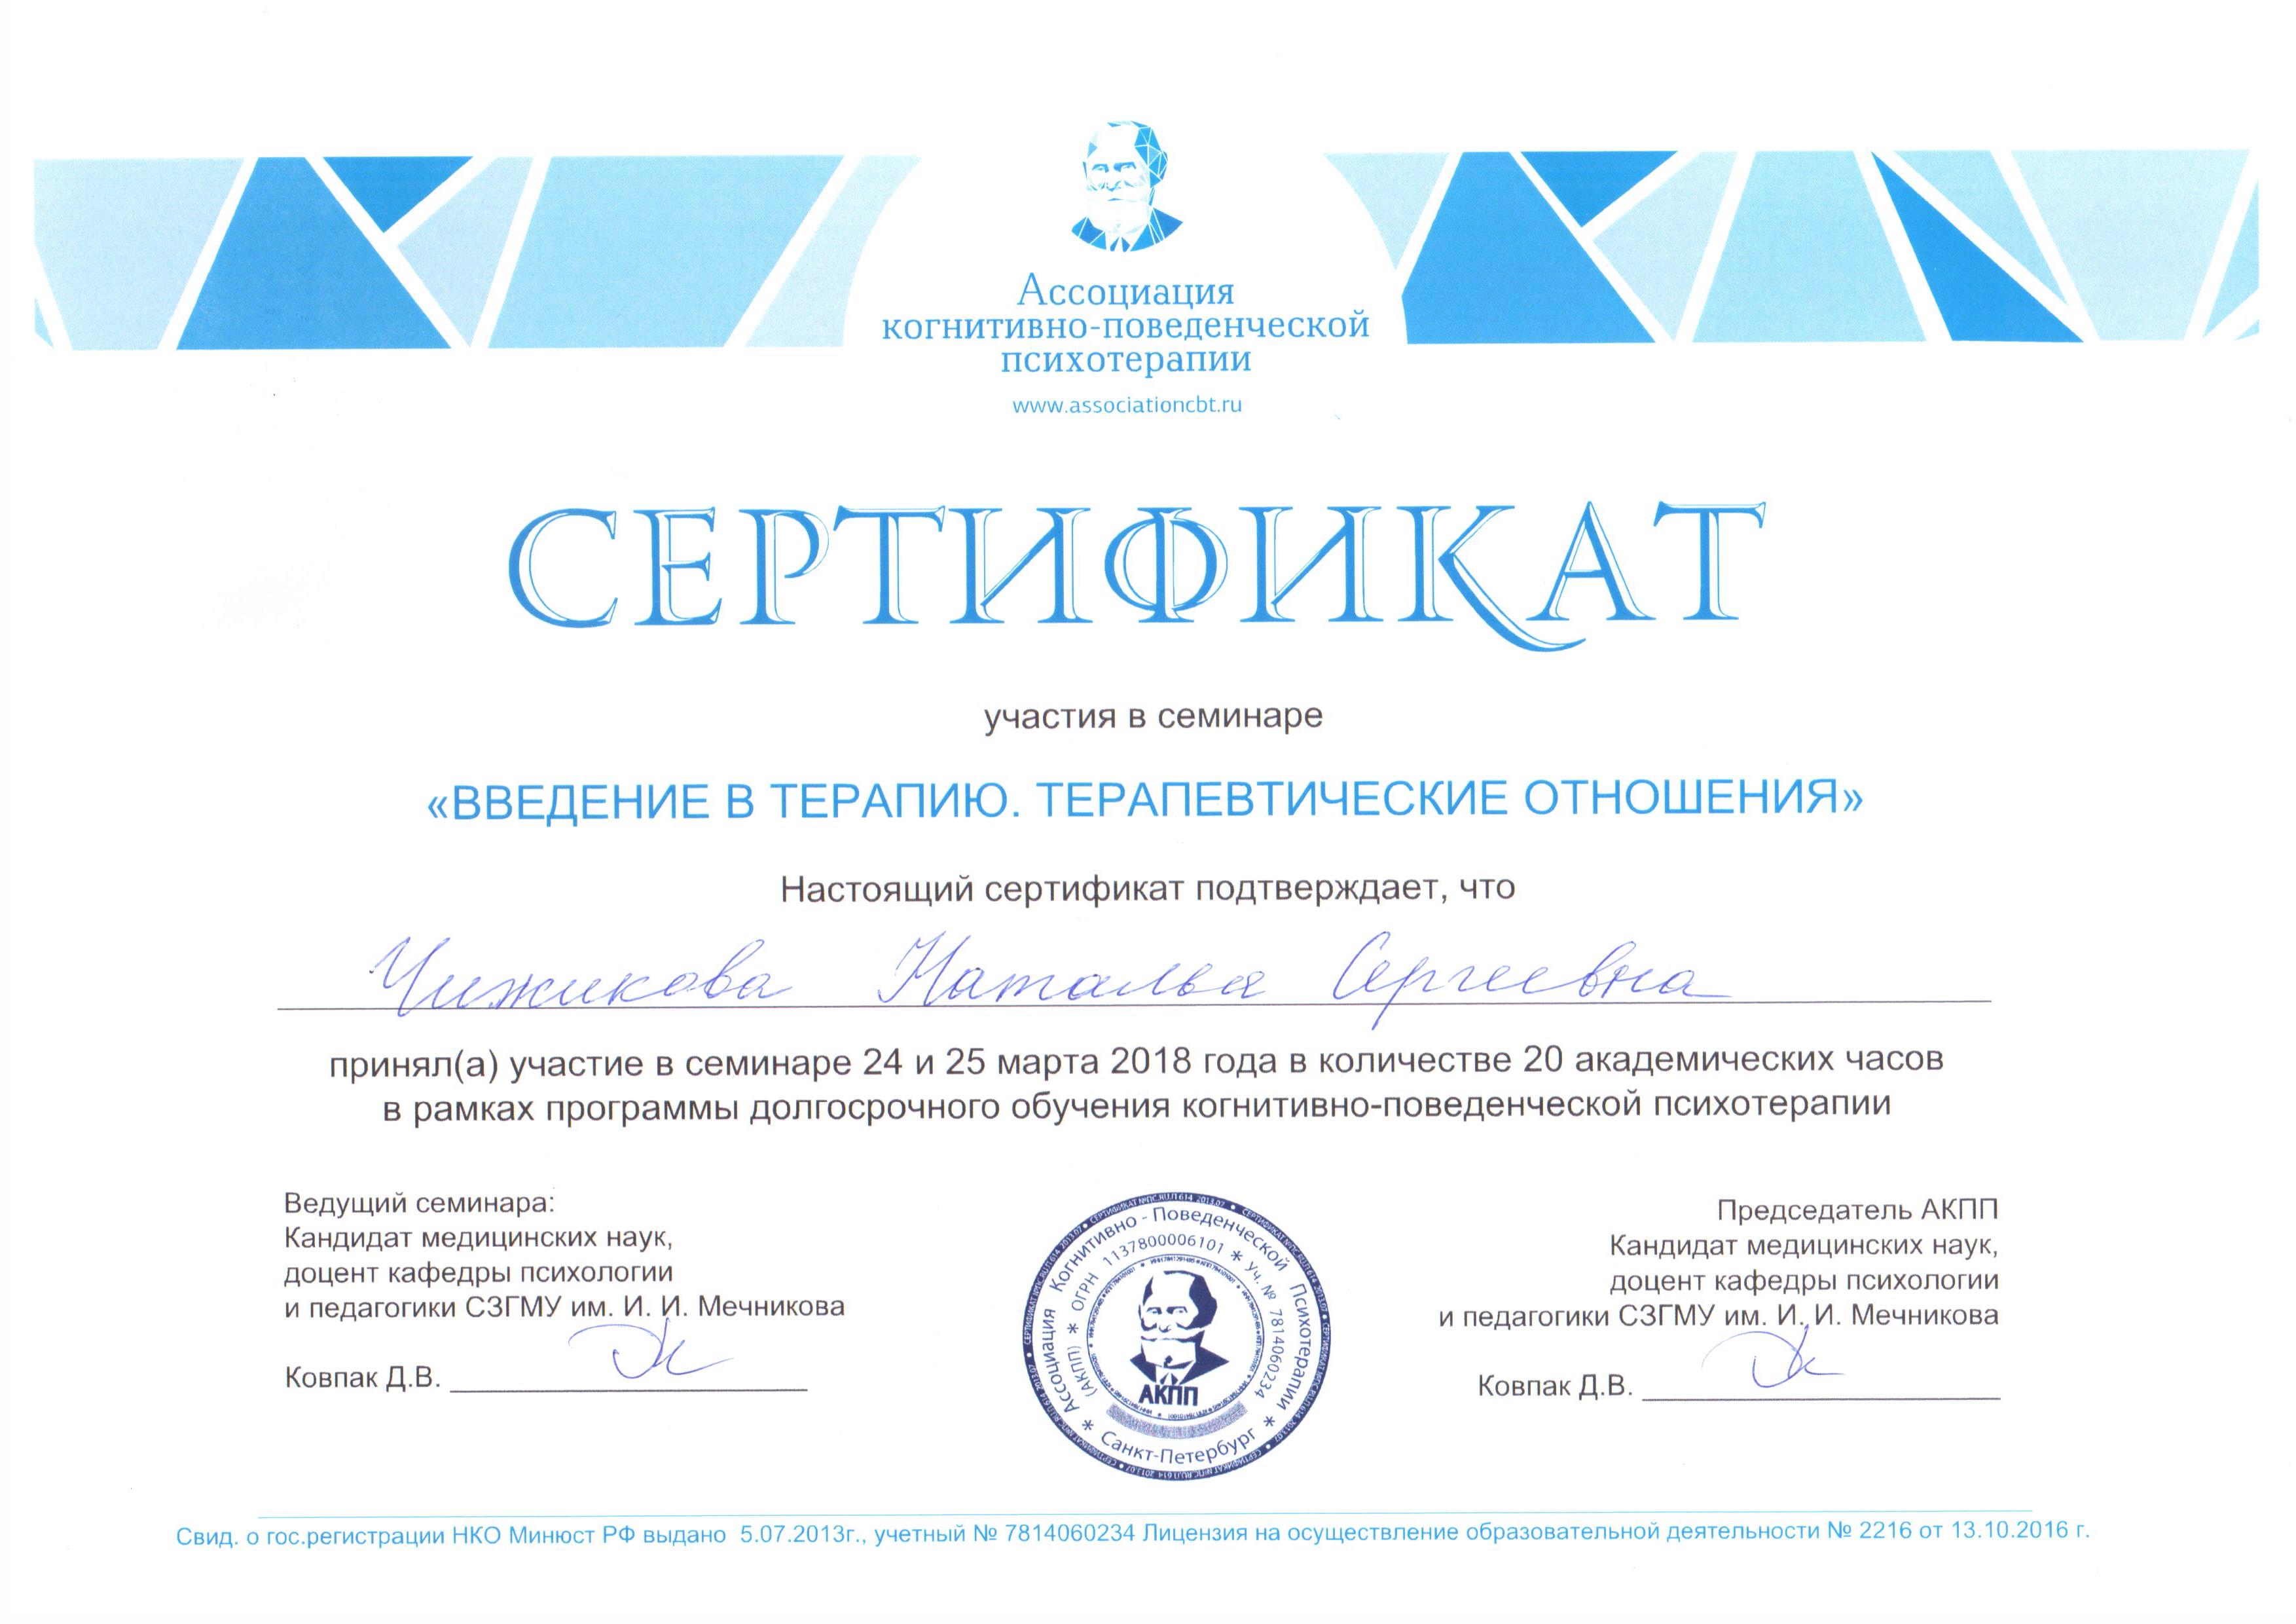 Ассоциация
когнитивно-поведенческой
психотерапии
www.associationcbt.ru
СЕРТИФИКАТ
участия в семинаре
«ВВЕДЕНИЕ В ТЕРАПИЮ. ТЕРАПЕВТИЧЕСКИЕ ОТНОШЕНИЯ»
Настоящий сертификат подтверждает, что
Чижикова Наталья Сергеевна
принял(а) участие в семинаре 24 и 25 марта 2018 года в количестве 20 академических часов
в рамках программы долгосрочного обучения когнитивно-поведенческой психотерапии
Ведущий семинара:
Кандидат медицинских наук,
доцент кафедры психологии
и педагогики СЗГМУ им. И. И. Мечникова
Ковпак Д.В.
Ассоциация Когнитивно - Поведенческой Психотерапии
* Санкт-Петербург *
(АКПП) * ОГРН 1137800006101 * Уч. № 7814060234
АКПП
Председатель АКПП
Кандидат медицинских наук,
доцент кафедры психологии
и педагогики СЗГМУ им. И. И. Мечникова
Ковпак Д.В.
Свид. о гос.регистрации НКО Минюст РФ выдано 5.07.2013г., учетный № 7814060234 Лицензия на осуществление образовательной деятельности № 2216 от 13.10.2016 г.